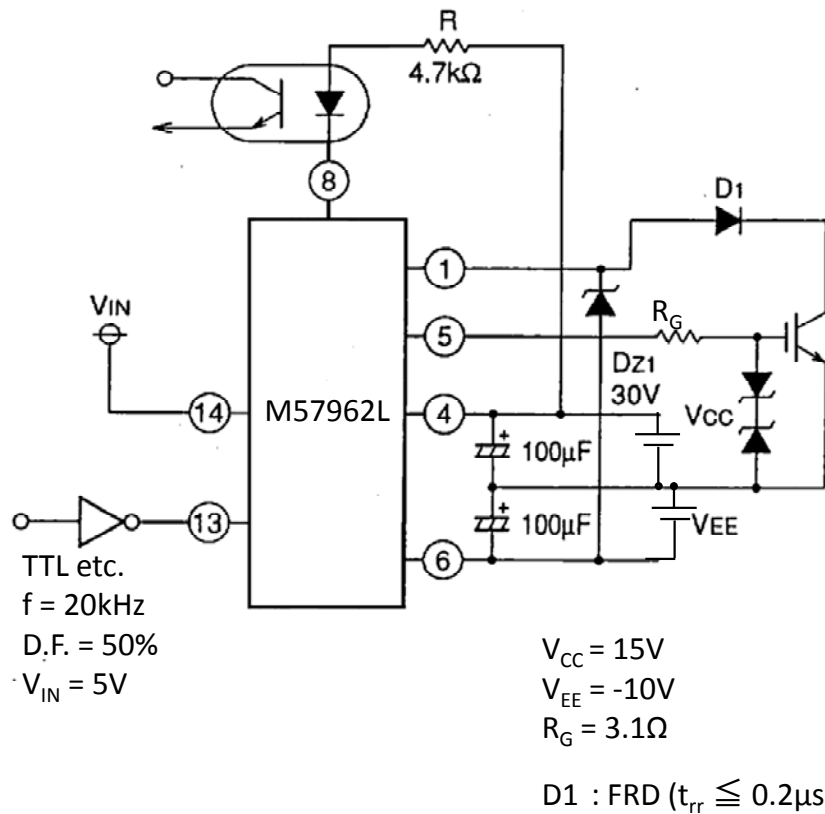 R
4.7kΩ
8
D1
1
VIN
5
RG
DZ1
30V
14
M57962L
4
VCC
+
100μF
13
+
100μF
VEE
6
TTL etc.
f = 20kHz
D.F. = 50%
VIN = 5V
VCC = 15V
VEE = -10V
RG = 3.1Ω
D1 : FRD (trr ≦ 0.2μs